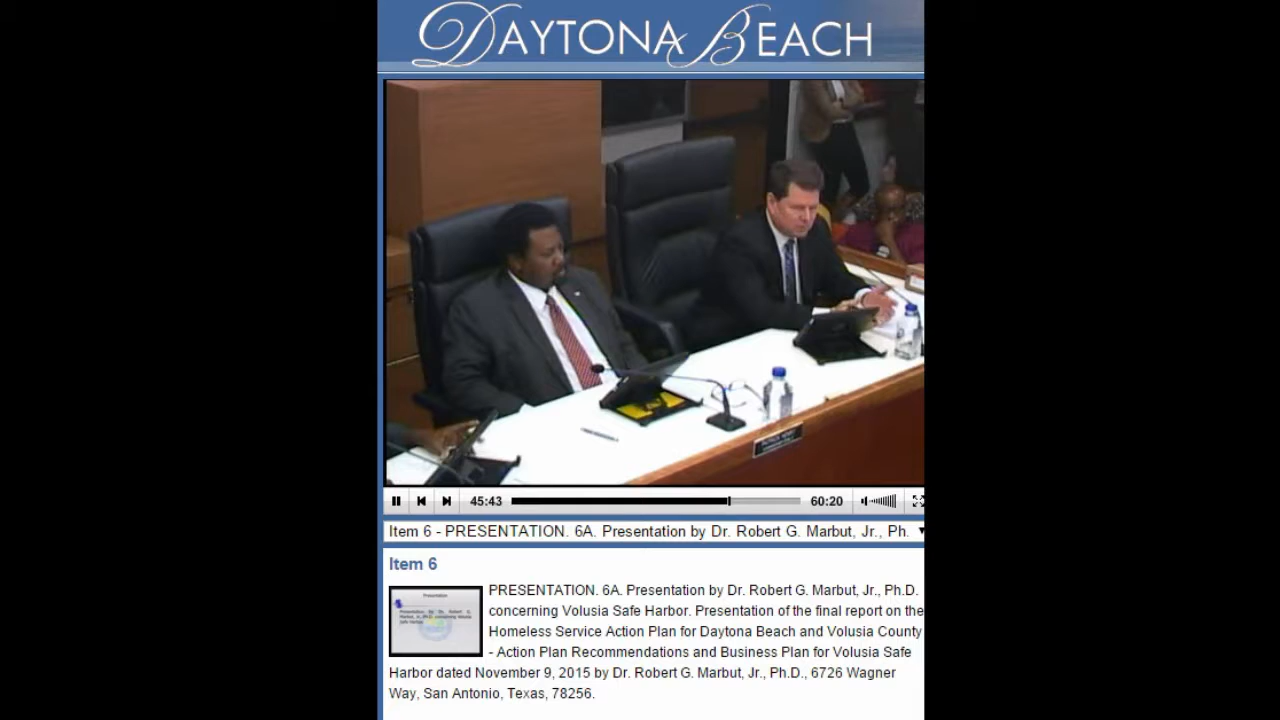 DAYTONA BEACH
45:43
60:20
Item 6 - PRESENTATION. 6A. Presentation by Dr. Robert G. Marbut, Jr., Ph.
Item 6
PRESENTATION. 6A. Presentation by Dr. Robert G. Marbut, Jr., Ph.D.
concerning Volusia Safe Harbor. Presentation of the final report on the
Homeless Service Action Plan for Daytona Beach and Volusia County
- Action Plan Recommendations and Business Plan for Volusia Safe
Harbor dated November 9, 2015 by Dr. Robert G. Marbut, Jr., Ph.D., 6726 Wagner
Way, San Antonio, Texas, 78256.
Presentation